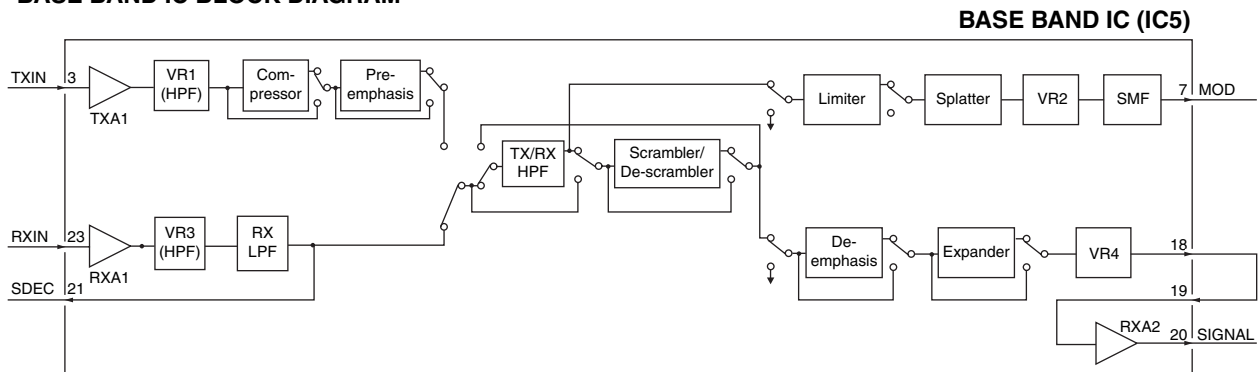 BASE BAND IC BLOCK DIAGRAM
BASE BAND IC (IC5)
TXIN
3
TXA1
VR1
(HPF)
Com-
pressor
Pre-
emphasis
Limiter
Splatter
VR2
SMF
7
MOD
TX/RX
HPF
Scrambler/
De-scrambler
RXIN
23
RXA1
VR3
(HPF)
RX
LPF
SDEC
21
De-
emphasis
Expander
VR4
18
19
RXA2
20
SIGNAL